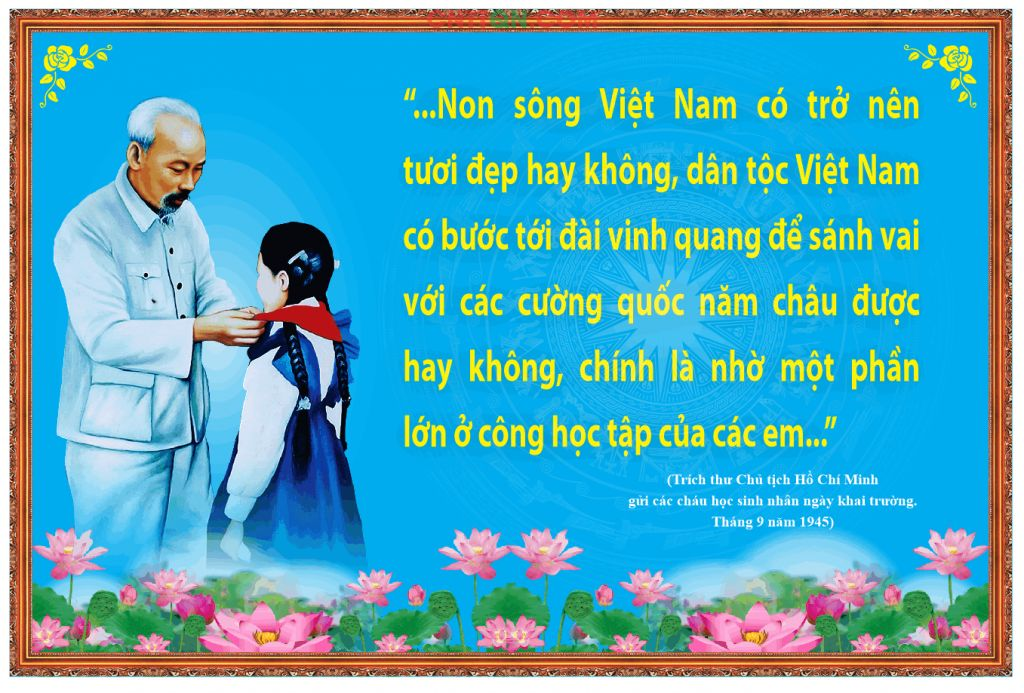 “...Non sông Việt Nam có trở nên
tươi đẹp hay không, dân tộc Việt Nam
có bước tới đài vinh quang để sánh vai
với các cường quốc năm châu được
hay không, chính là nhờ một phần
lớn ở công học tập của các em...”
(Trích thư Chủ tịch Hồ Chí Minh
gửi các cháu học sinh nhân ngày khai trường.
Tháng 9 năm 1945)